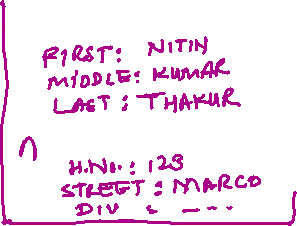 FIRST: NITIN
MIDDLE: KUMAR
LAST: THAKUR
H.No.: 123
STREET: MARCO
DIV : ----